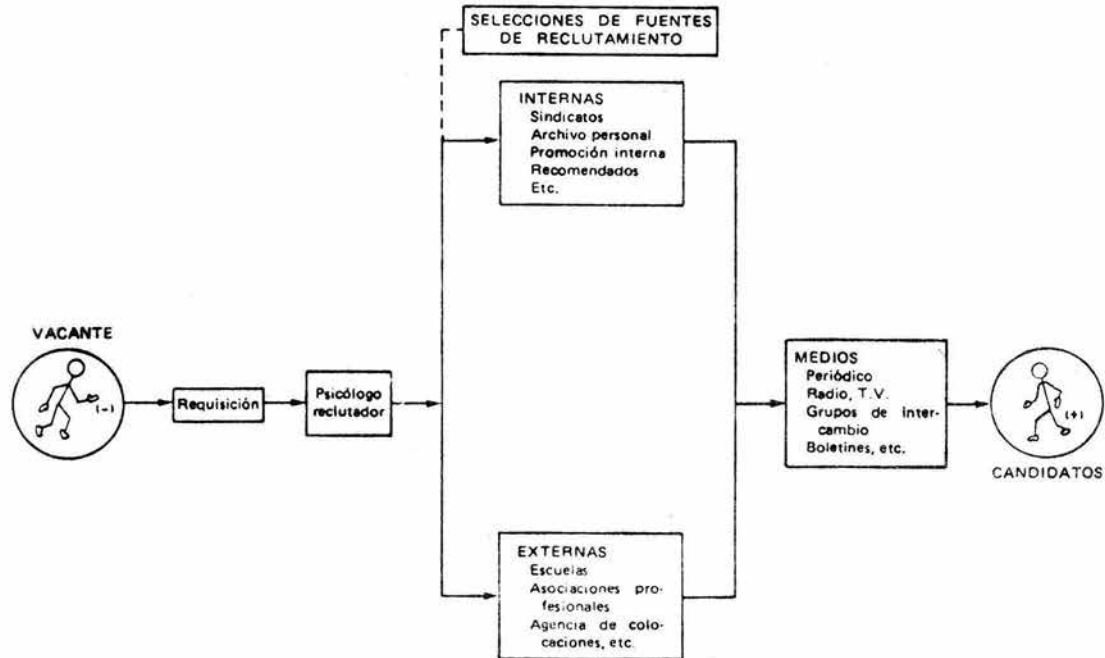 SELECCIONES DE FUENTES
DE RECLUTAMIENTO
INTERNAS
Sindicatos
Archivo personal
Promoción interna
Recomendados
Etc.
VACANTE
(-)
Requisición
Psicólogo
reclutador
MEDIOS
Periódico
Radio, T.V.
Grupos de inter-
cambio
Boletines, etc.
(+)
CANDIDATOS
EXTERNAS
Escuelas
Asociaciones pro-
fesionales
Agencia de colo-
caciones, etc.